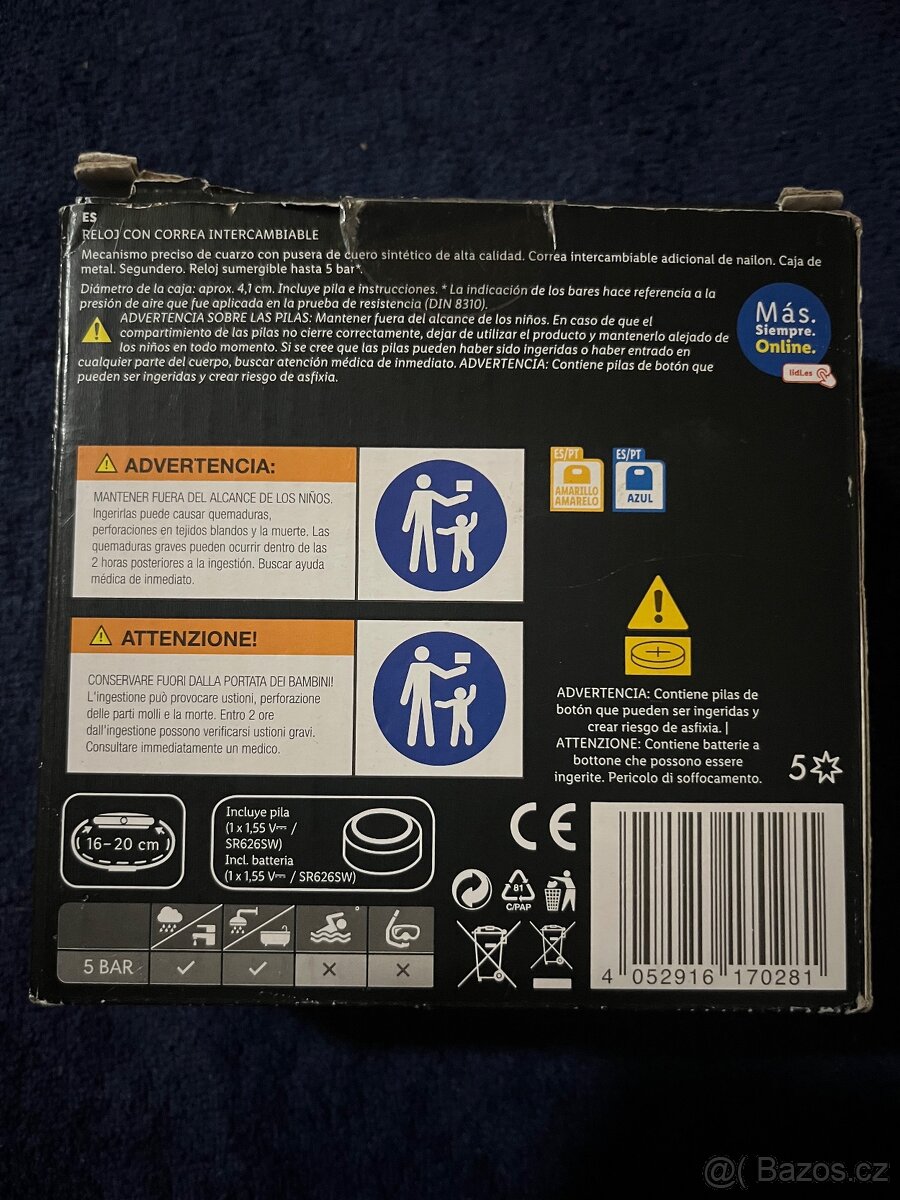 ES
RELOJ CON CORREA INTERCAMBIABLE
Mecanismo preciso de cuarzo con pusera de cuero sintético de alta calidad. Correa intercambiable adicional de nailon. Caja de
metal. Segundero. Reloj sumergible hasta 5 bar*.
Diámetro de la caja: aprox. 4,1 cm. Incluye pila e instrucciones. * La indicación de los bares hace referencia a la
presión de aire que fue aplicada en la prueba de resistencia (DIN 8310).
ADVERTENCIA SOBRE LAS PILAS: Mantener fuera del alcance de los niños. En caso de que el
compartimiento de las pilas no cierre correctamente, dejar de utilizar el producto y mantenerlo alejado de
los niños en todo momento. Si se cree que las pilas pueden haber sido ingeridas o haber entrado en
cualquier parte del cuerpo, buscar atención médica de inmediato. ADVERTENCIA: Contiene pilas de botón que
pueden ser ingeridas y crear riesgo de asfixia.
Más.
Siempre.
Online.
lidl.es
ADVERTENCIA:
MANTENER FUERA DEL ALCANCE DE LOS NIÑOS.
Ingerirlas puede causar quemaduras,
perforaciones en tejidos blandos y la muerte. Las
quemaduras graves pueden ocurrir dentro de las
2 horas posteriores a la ingestión. Buscar ayuda
médica de inmediato.
ES/PT
AMARILLO
AMARELO
ES/PT
AZUL
ATTENZIONE!
CONSERVARE FUORI DALLA PORTATA DEI BAMBINI!
L'ingestione può provocare ustioni, perforazione
delle parti molli e la morte. Entro 2 ore
dall'ingestione possono verificarsi ustioni gravi.
Consultare immediatamente un medico.
ADVERTENCIA: Contiene pilas de
botón que pueden ser ingeridas y
crear riesgo de asfixia. |
ATTENZIONE: Contiene batterie a
bottone che possono essere
ingerite. Pericolo di soffocamento.
5
16–20 cm
Incluye pila
(1 x 1,55 V⎓ /
SR626SW)
Incl. batteria
(1 x 1,55 V⎓ / SR626SW)
CE
81
C/PAP
5 BAR
4 052916 170281
@( Bazos.cz